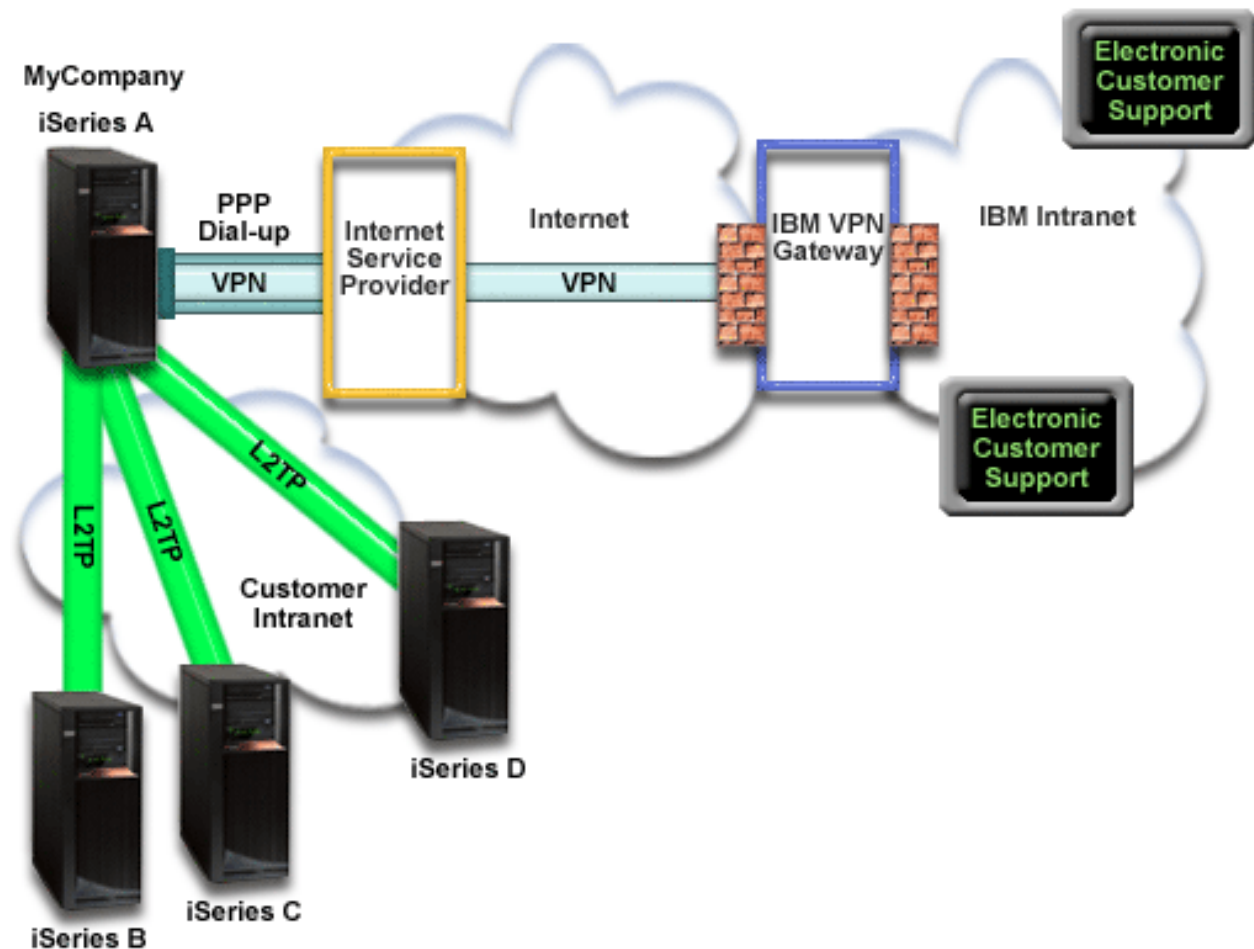 MyCompany
iSeries A
PPP
Dial-up
VPN
Internet
Service
Provider
Internet
VPN
IBM VPN
Gateway
IBM Intranet
Electronic
Customer
Support
Electronic
Customer
Support
L2TP
L2TP
L2TP
Customer
Intranet
iSeries D
iSeries C
iSeries B